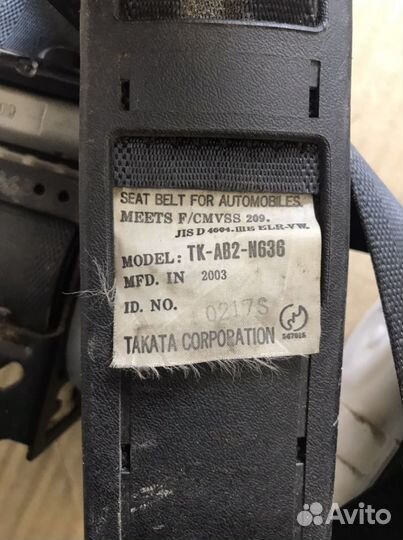 SEAT BELT FOR AUTOMOBILES.
MEETS F/CMVSS 209.
JIS D 4604. IIIE ELR-VW.
MODEL: TK-AB2-N636
MFD. IN 2003
ID. NO. 0217S
TAKATA CORPORATION
Avito